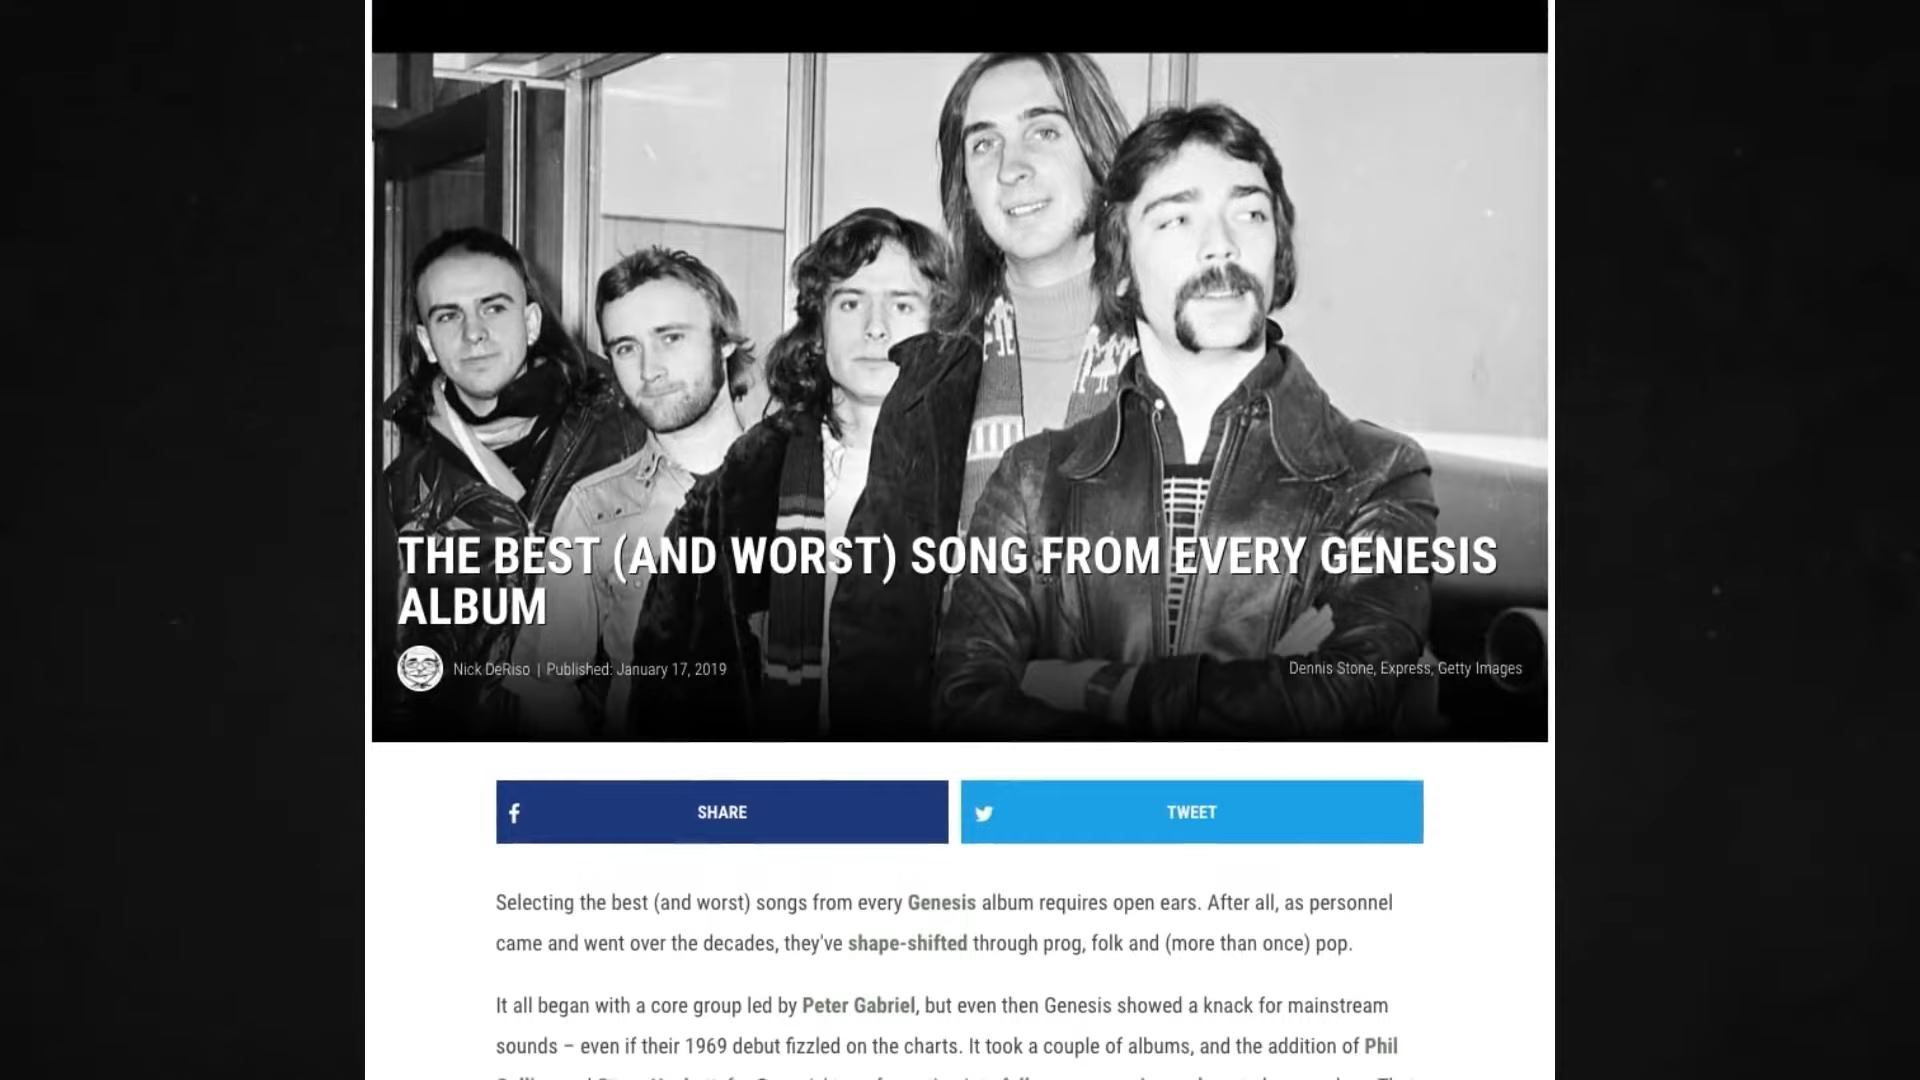 THE BEST (AND WORST) SONG FROM EVERY GENESIS
ALBUM
Nick DeRiso | Published: January 17, 2019
Dennis Stone, Express, Getty Images
SHARE
TWEET
Selecting the best (and worst) songs from every Genesis album requires open ears. After all, as personnel
came and went over the decades, they've shape-shifted through prog, folk and (more than once) pop.
It all began with a core group led by Peter Gabriel, but even then Genesis showed a knack for mainstream
sounds – even if their 1969 debut fizzled on the charts. It took a couple of albums, and the addition of Phil